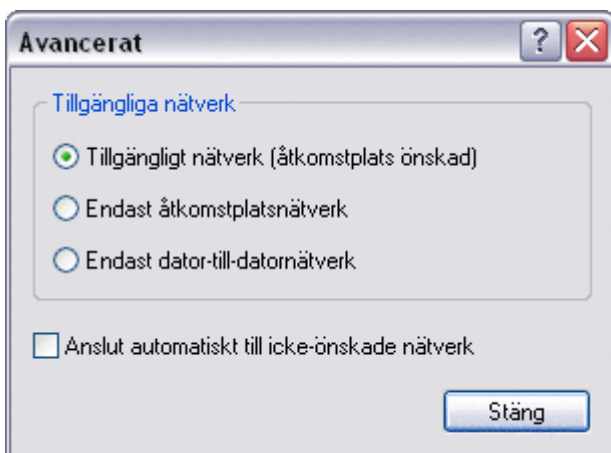 Avancerat
Tillgängliga nätverk
Tillgängligt nätverk (åtkomstplats önskad)
Endast åtkomstplatsnätverk
Endast dator-till-datornätverk
Anslut automatiskt till icke-önskade nätverk
Stäng